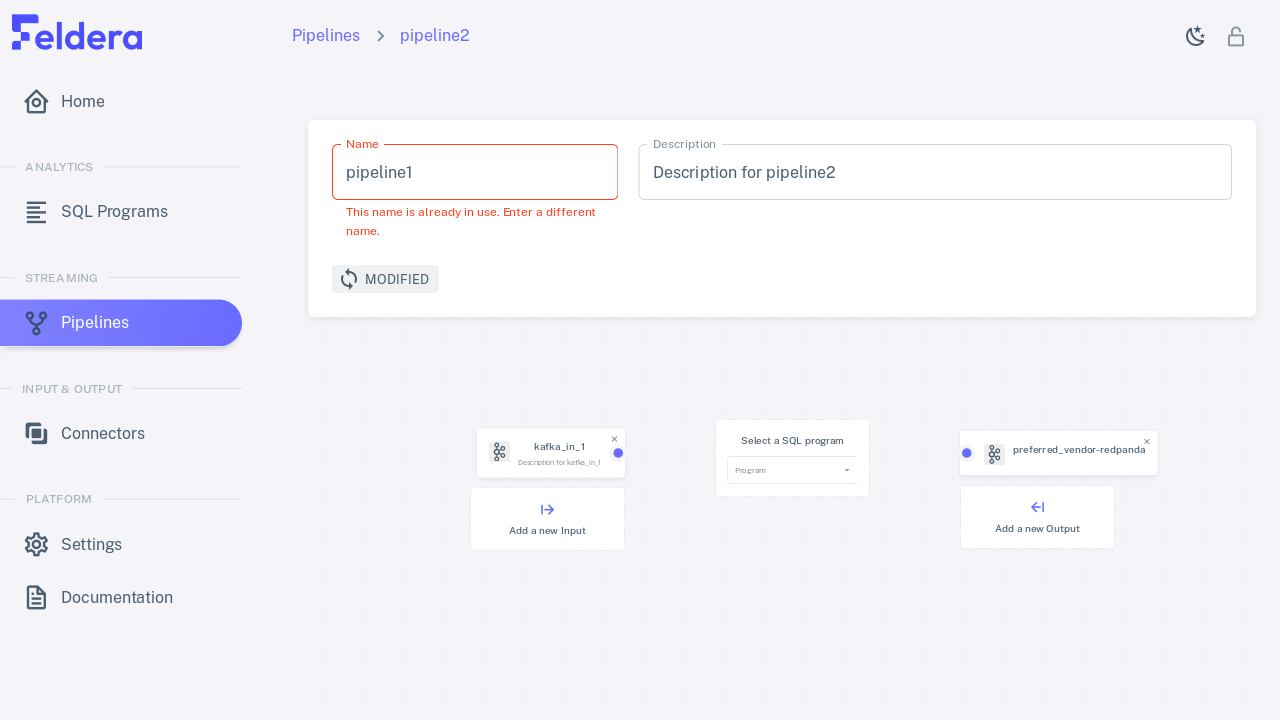 Feldera
Pipelines
pipeline2
Home
ANALYTICS
SQL Programs
STREAMING
Pipelines
INPUT & OUTPUT
Connectors
PLATFORM
Settings
Documentation
Name
pipeline1
This name is already in use. Enter a different
name.
Description
Description for pipeline2
MODIFIED
kafka_in_1
Description for kafka_in_1
Add a new Input
Select a SQL program
Program
preferred_vendor-redpanda
Add a new Output